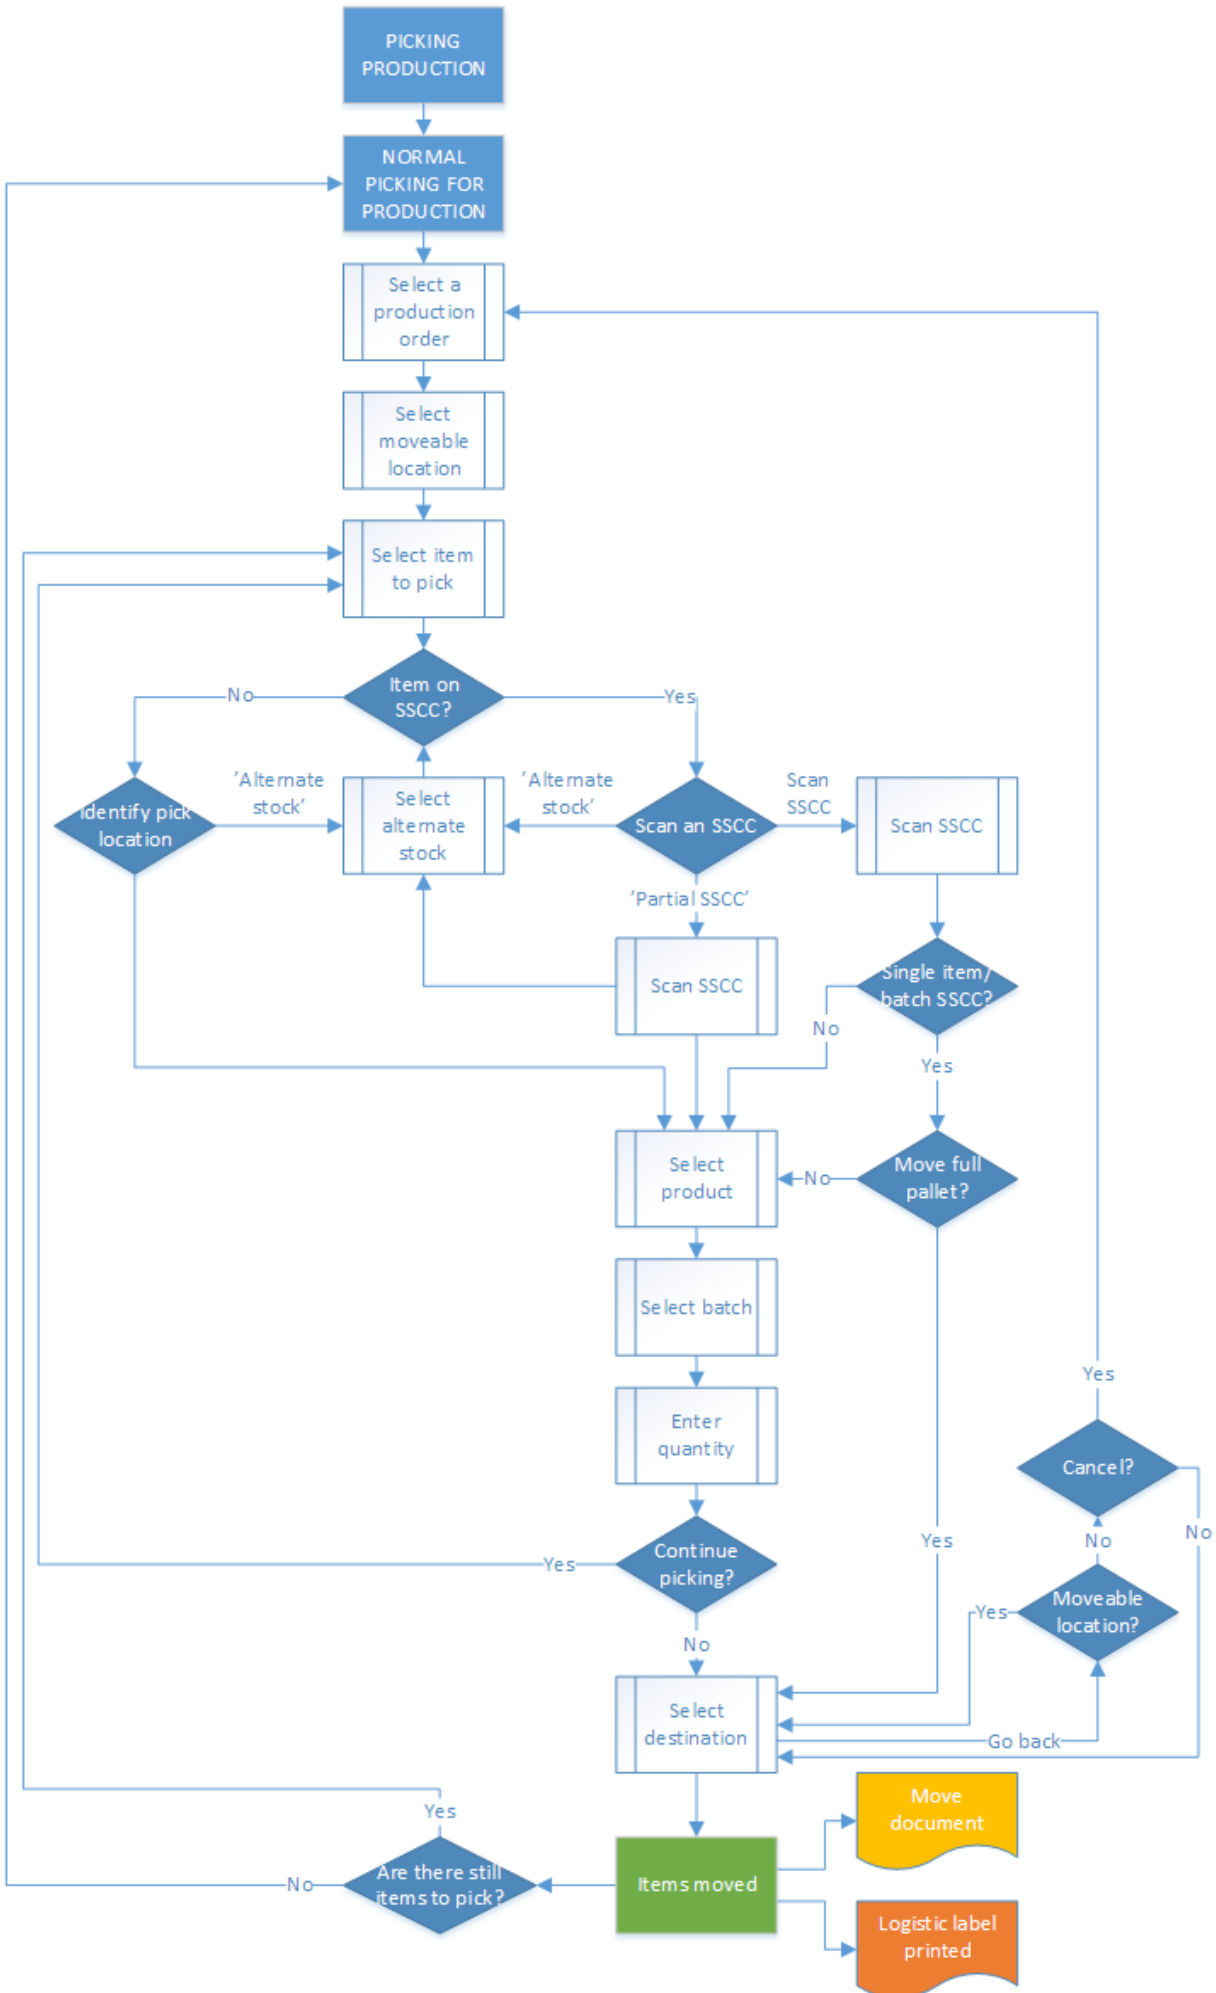 PICKING
PRODUCTION
NORMAL
PICKING FOR
PRODUCTION
Select a
production
order
Select
moveable
location
Select item
to pick
Item on
SSCC?
No
Yes
Identify pick
location
'Alternate
stock'
Select
alternate
stock
'Alternate
stock'
Scan an SSCC
Scan
SSCC
Scan SSCC
'Partial SSCC'
Scan SSCC
Single item/
batch SSCC?
No
Yes
Select
product
No
Move full
pallet?
Select batch
Enter
quantity
Yes
Cancel?
No
Yes
Continue
picking?
Yes
No
Moveable
location?
Yes
No
Select
destination
Go back
Move
document
Yes
Are there still
items to pick?
No
Items moved
Logistic label
printed